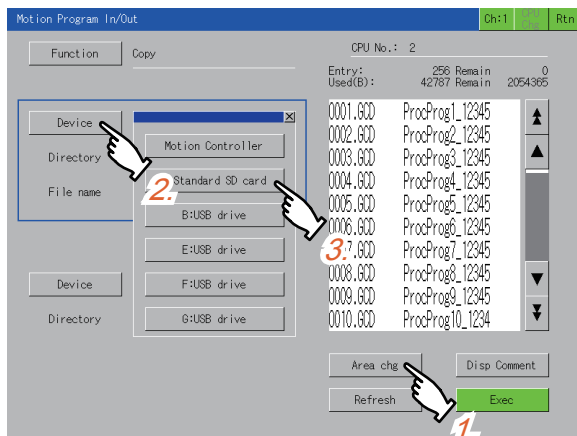 Motion Program In/Out
Ch:1
CPU Chg
Rtn
Function
Copy
CPU No.: 2
Entry: 256 Remain 0
Used(B): 42787 Remain 2054365
Device
Directory
File name
Motion Controller
2.
Standard SD card
B:USB drive
E:USB drive
F:USB drive
G:USB drive
3.
0001.GCD ProcProg1_12345
0002.GCD ProcProg2_12345
0003.GCD ProcProg3_12345
0004.GCD ProcProg4_12345
0005.GCD ProcProg5_12345
0006.GCD ProcProg6_12345
7.GCD ProcProg7_12345
0008.GCD ProcProg8_12345
0009.GCD ProcProg9_12345
0010.GCD ProcProg10_1234
Device
Directory
Area chg
Disp Comment
Refresh
Exec
1.